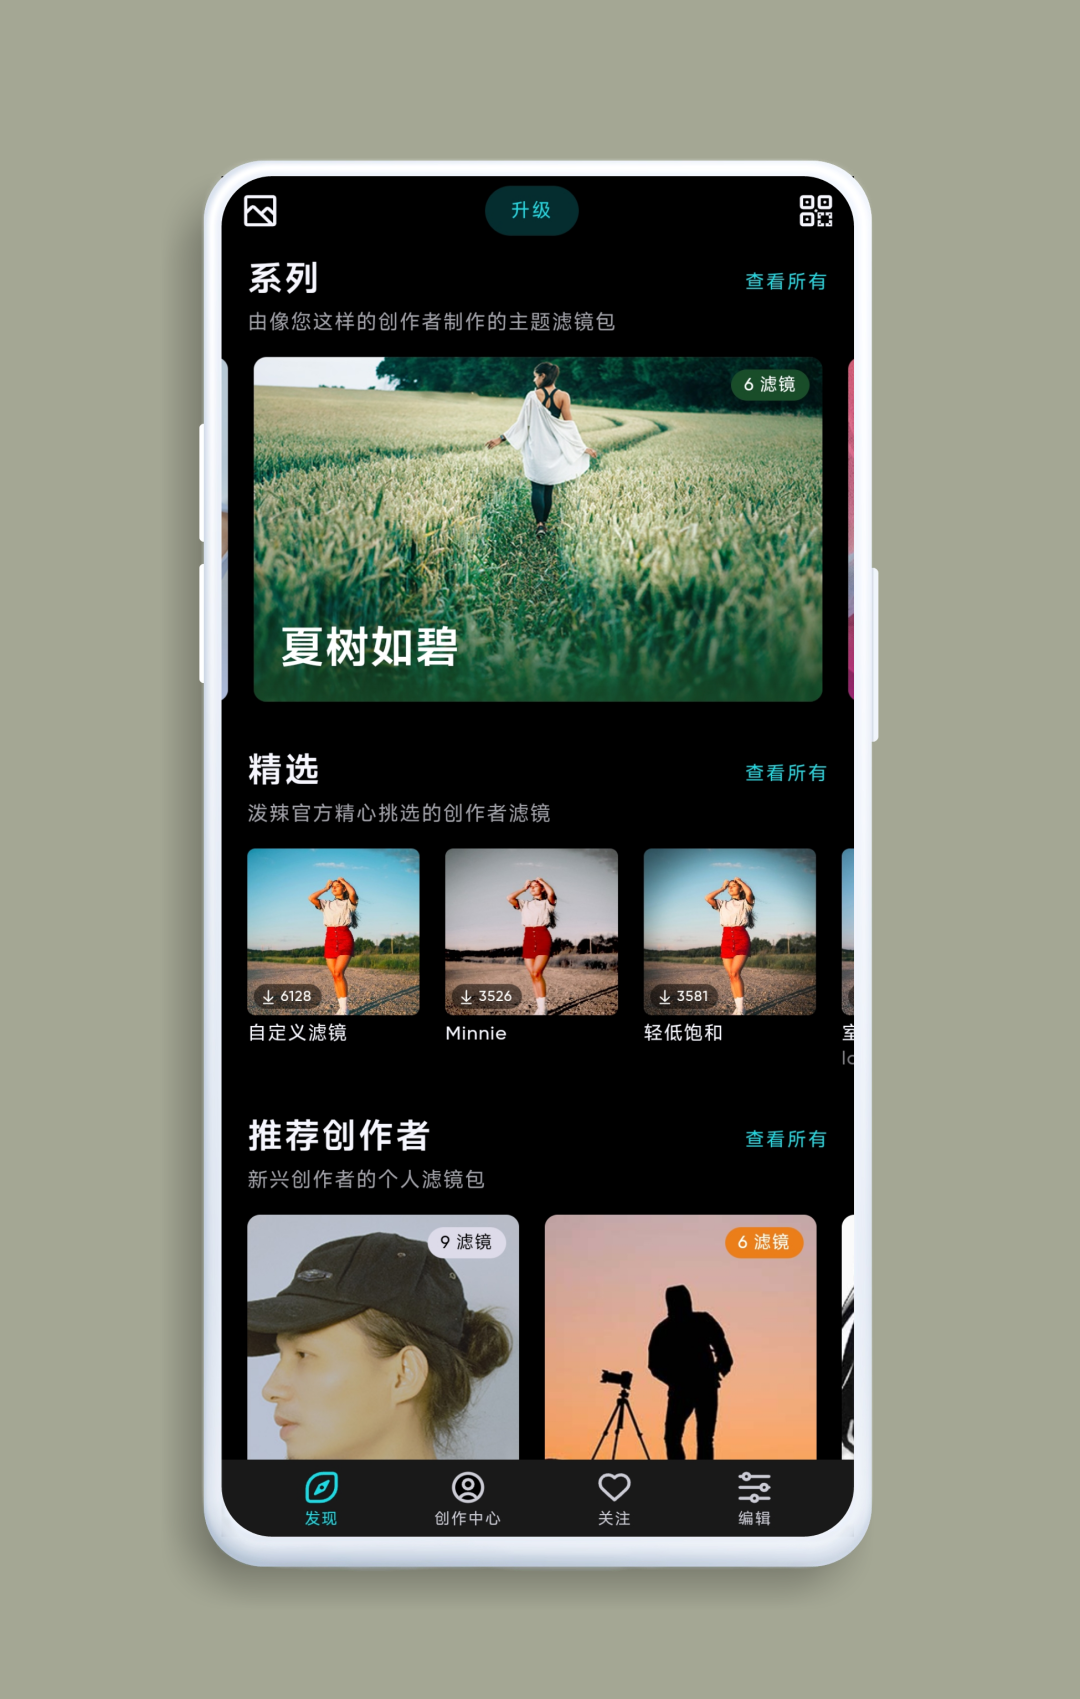 升级
系列
查看所有
由像您这样的创作者制作的主题滤镜包
6 滤镜
夏树如碧
精选
查看所有
泼辣官方精心挑选的创作者滤镜
6128
3526
3581
自定义滤镜
Minnie
轻低饱和
室
推荐创作者
查看所有
新兴创作者的个人滤镜包
9 滤镜
6 滤镜
发现
创作中心
关注
编辑